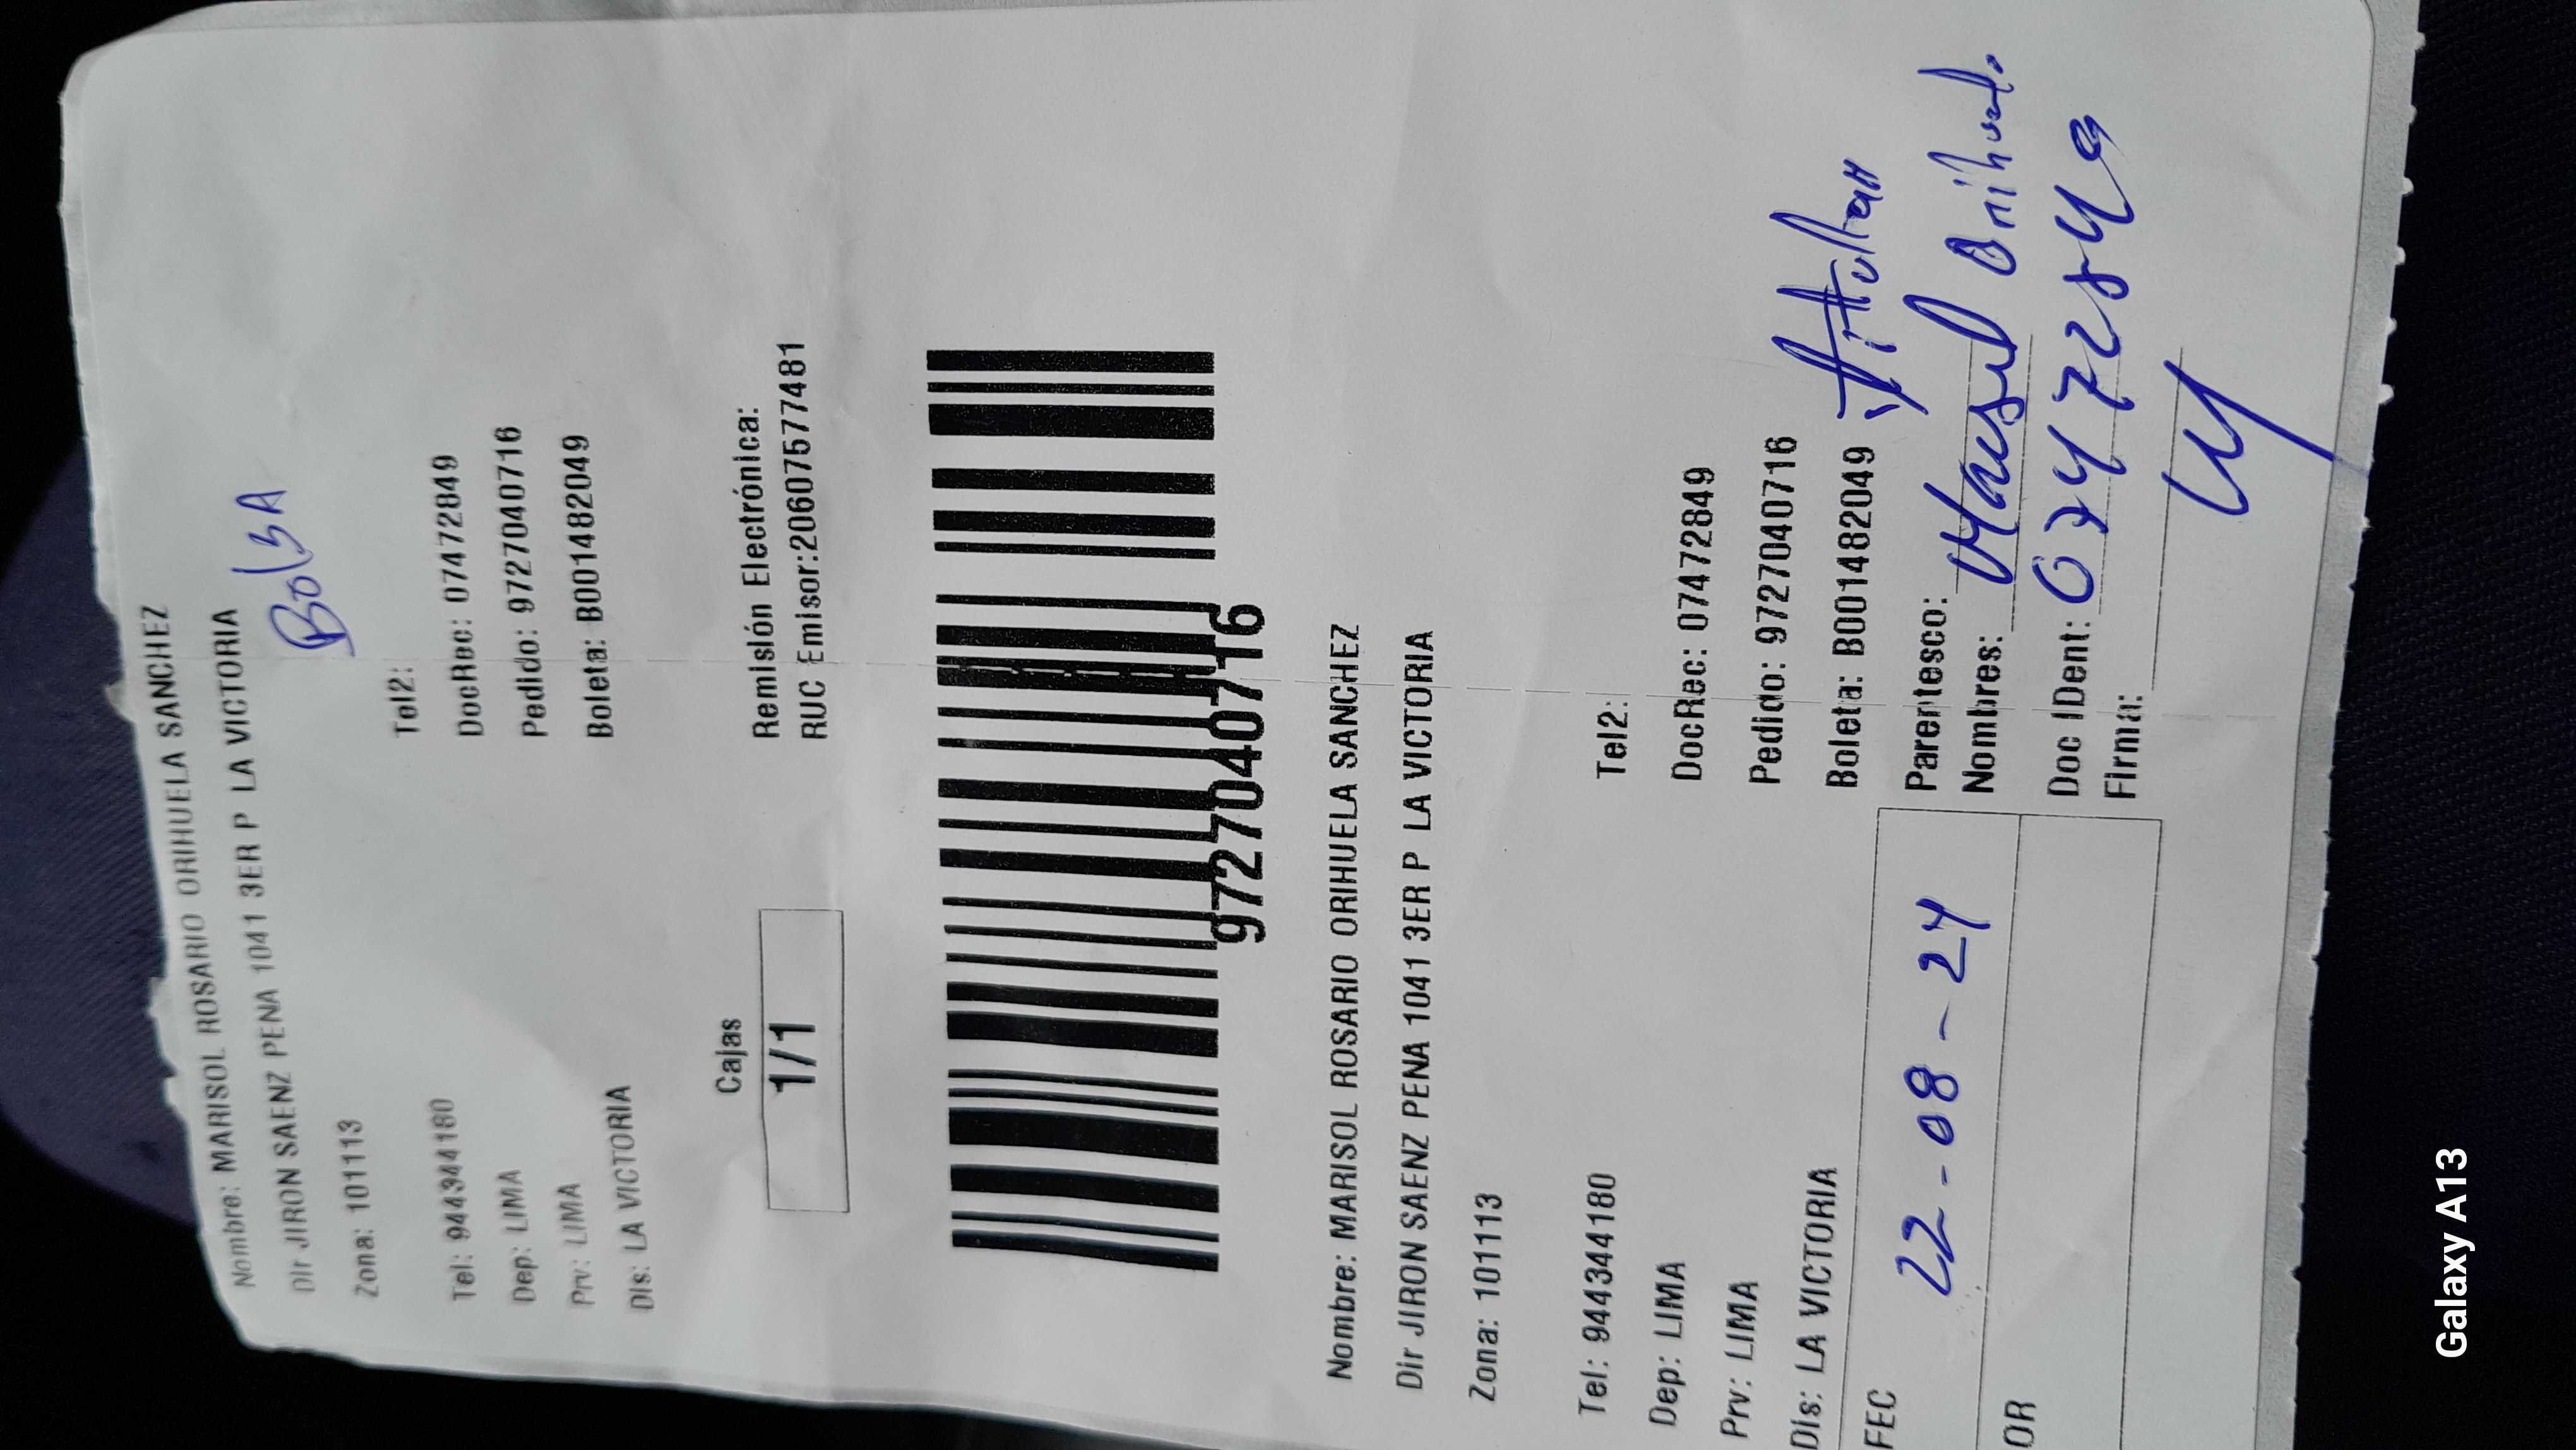 Nombre: MARISOL ROSARIO ORIHUELA SANCHEZ
Dir JIRON SAENZ PENA 1041 3ER P LA VICTORIA
BolsA
Zona: 101113
Tel: 944344180 Tel2:
Dep: LIMA DocRec: 07472849
Prv: LIMA Pedido: 9727040716
Dis: LA VICTORIA Boleta: B001482049
Cajas Remisión Electrónica:
1/1 RUC Emisor:20607577481
9727040716
Nombre: MARISOL ROSARIO ORIHUELA SANCHEZ
Dir JIRON SAENZ PENA 1041 3ER P LA VICTORIA
Zona: 101113
Tel: 944344180 Tel2:
Dep: LIMA DocRec: 07472849
Prv: LIMA Pedido: 9727040716
Dis: LA VICTORIA Boleta: B001482049
FEC 22-08-24 Parentesco: Titular
Nombres: Marisol
OR Doc IDent: 07472849
Firma:
Galaxy A13